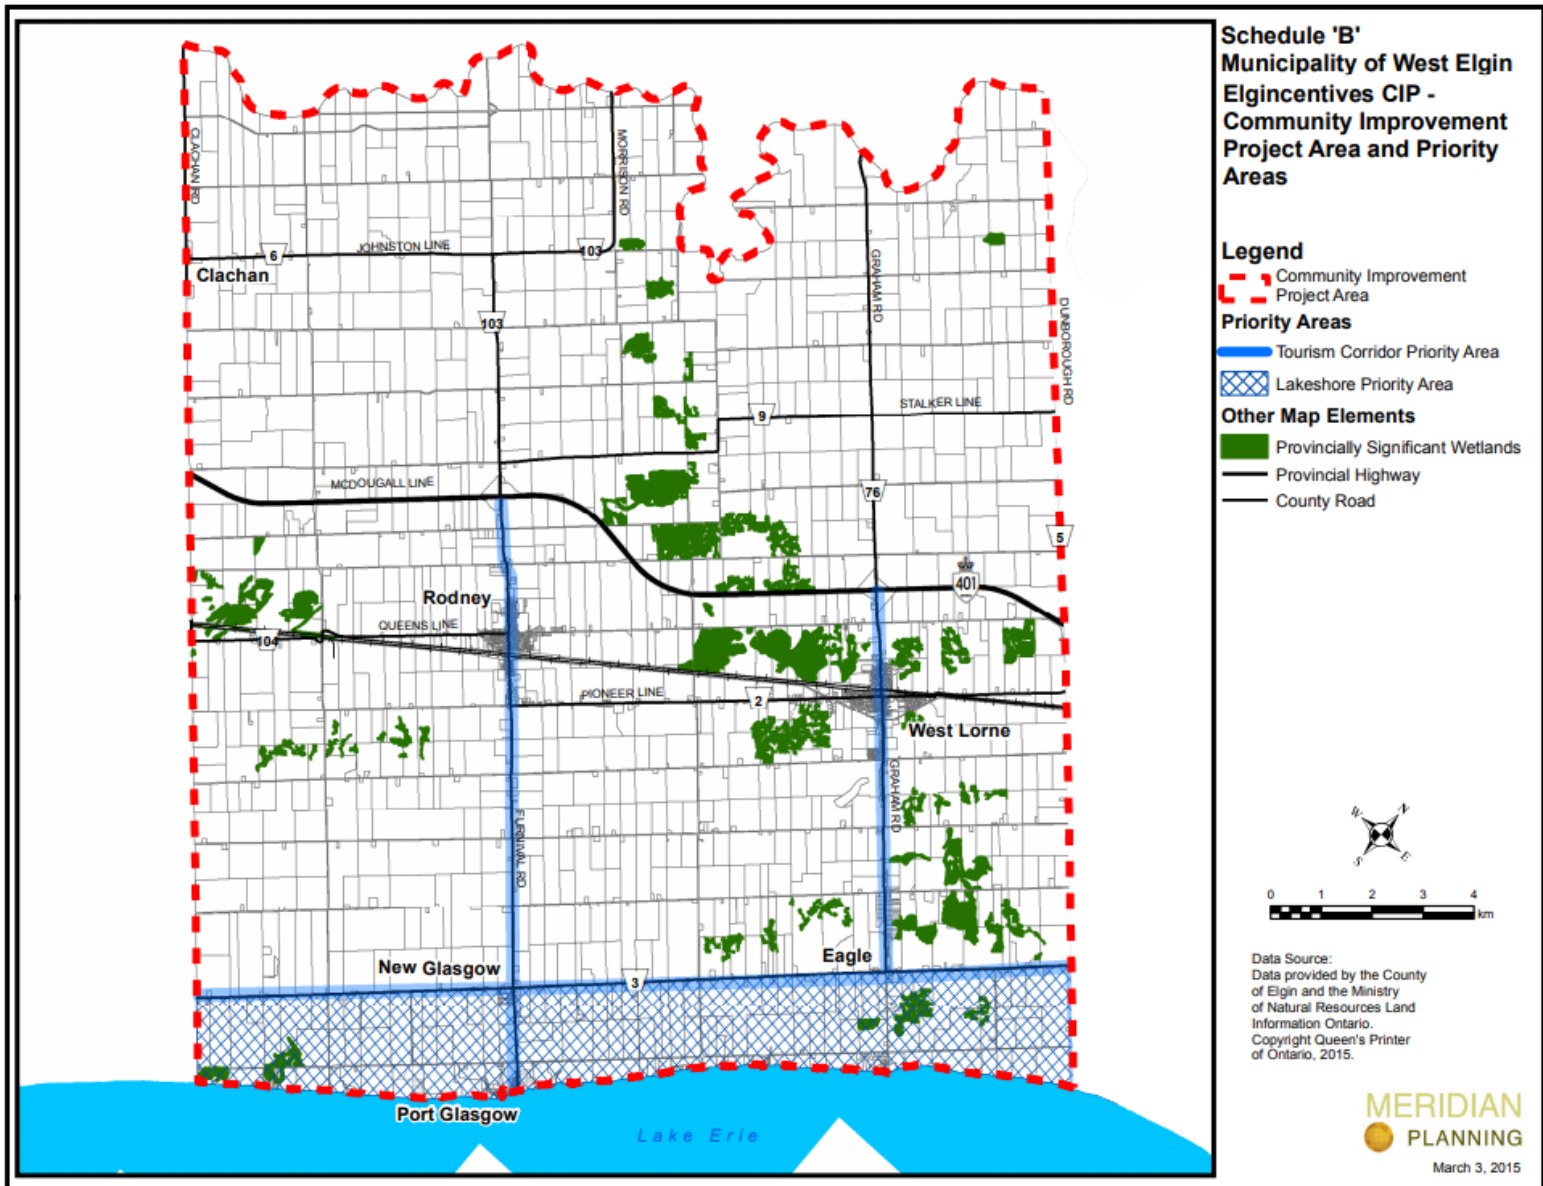 Schedule 'B'
Municipality of West Elgin
Elgincentives CIP -
Community Improvement
Project Area and Priority
Areas
Legend
Community Improvement
Project Area
Priority Areas
Tourism Corridor Priority Area
Lakeshore Priority Area
Other Map Elements
Provincially Significant Wetlands
Provincial Highway
County Road
CLACHAN RD
MORRISON RD
JOHNSTON LINE
6
103
Clachan
GRAHAM RD
103
DUNBOROUGH RD
STALKER LINE
9
MCDOUGALL LINE
76
5
401
Rodney
QUEENS LINE
104
PIONEER LINE
2
West Lorne
GRAHAM RD
FURNIVAL RD
Eagle
New Glasgow
3
Port Glasgow
Lake Erie
W N
S E
0 1 2 3 4
km
Data Source:
Data provided by the County
of Elgin and the Ministry
of Natural Resources Land
Information Ontario.
Copyright Queen's Printer
of Ontario, 2015.
MERIDIAN
PLANNING
March 3, 2015